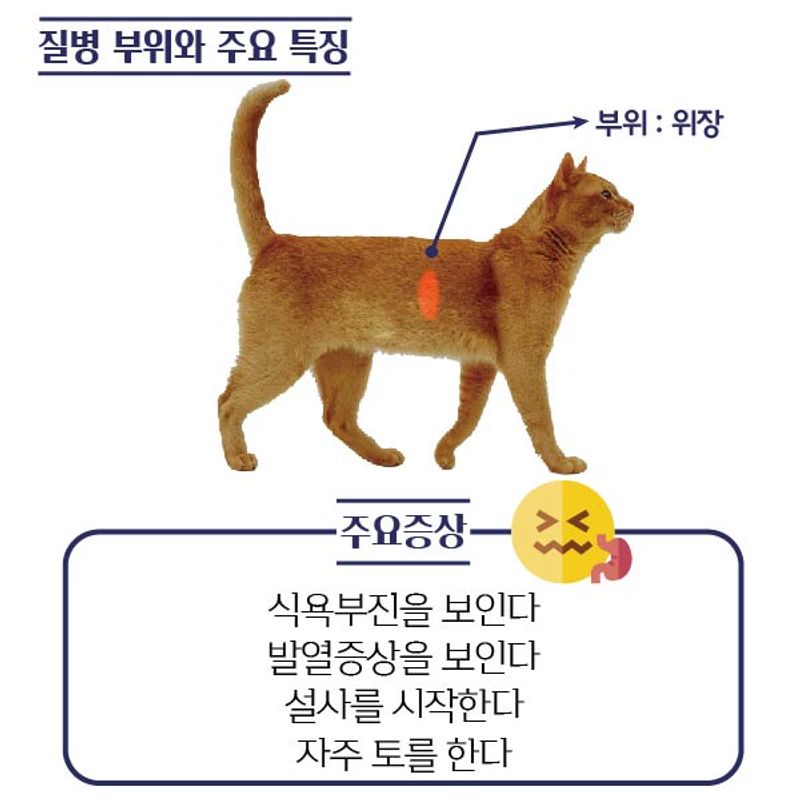 질병 부위와 주요 특징
부위 : 위장
주요증상
식욕부진을 보인다
발열증상을 보인다
설사를 시작한다
자주 토를 한다